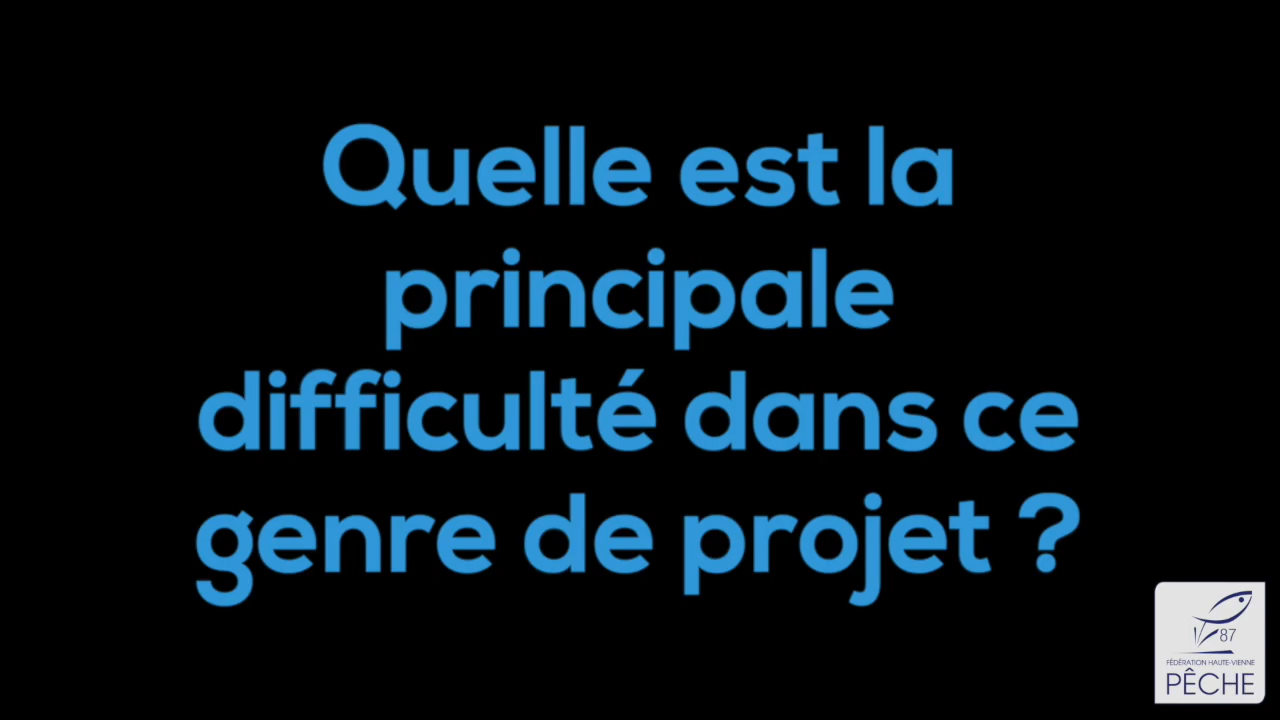 Quelle est la
principale
difficulté dans ce
genre de projet ?
87
FÉDÉRATION HAUTE-VIENNE
PÊCHE